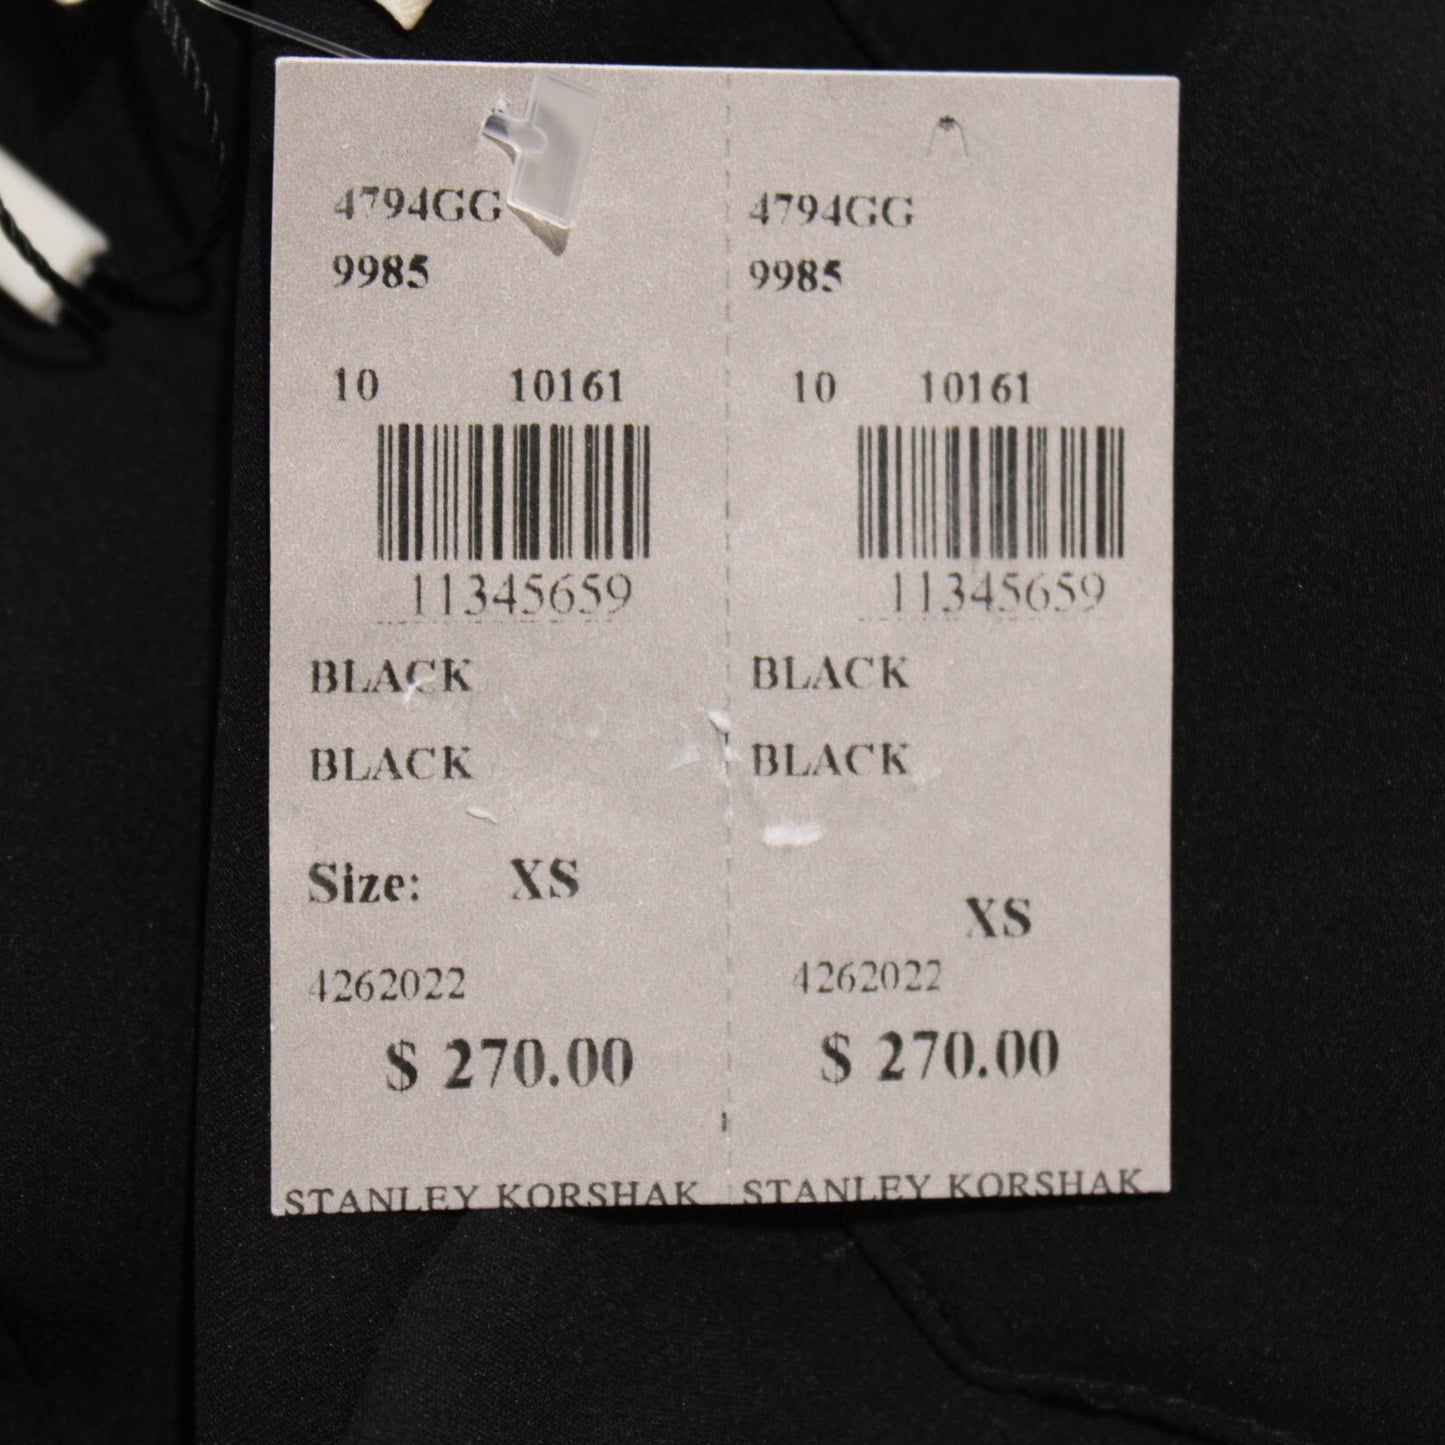 4794GG
9985
10 10161
11345659
BLACK
BLACK
Size: XS
4262022
$ 270.00
STANLEY KORSHAK
4794GG
9985
10 10161
11345659
BLACK
BLACK
XS
4262022
$ 270.00
STANLEY KORSHAK